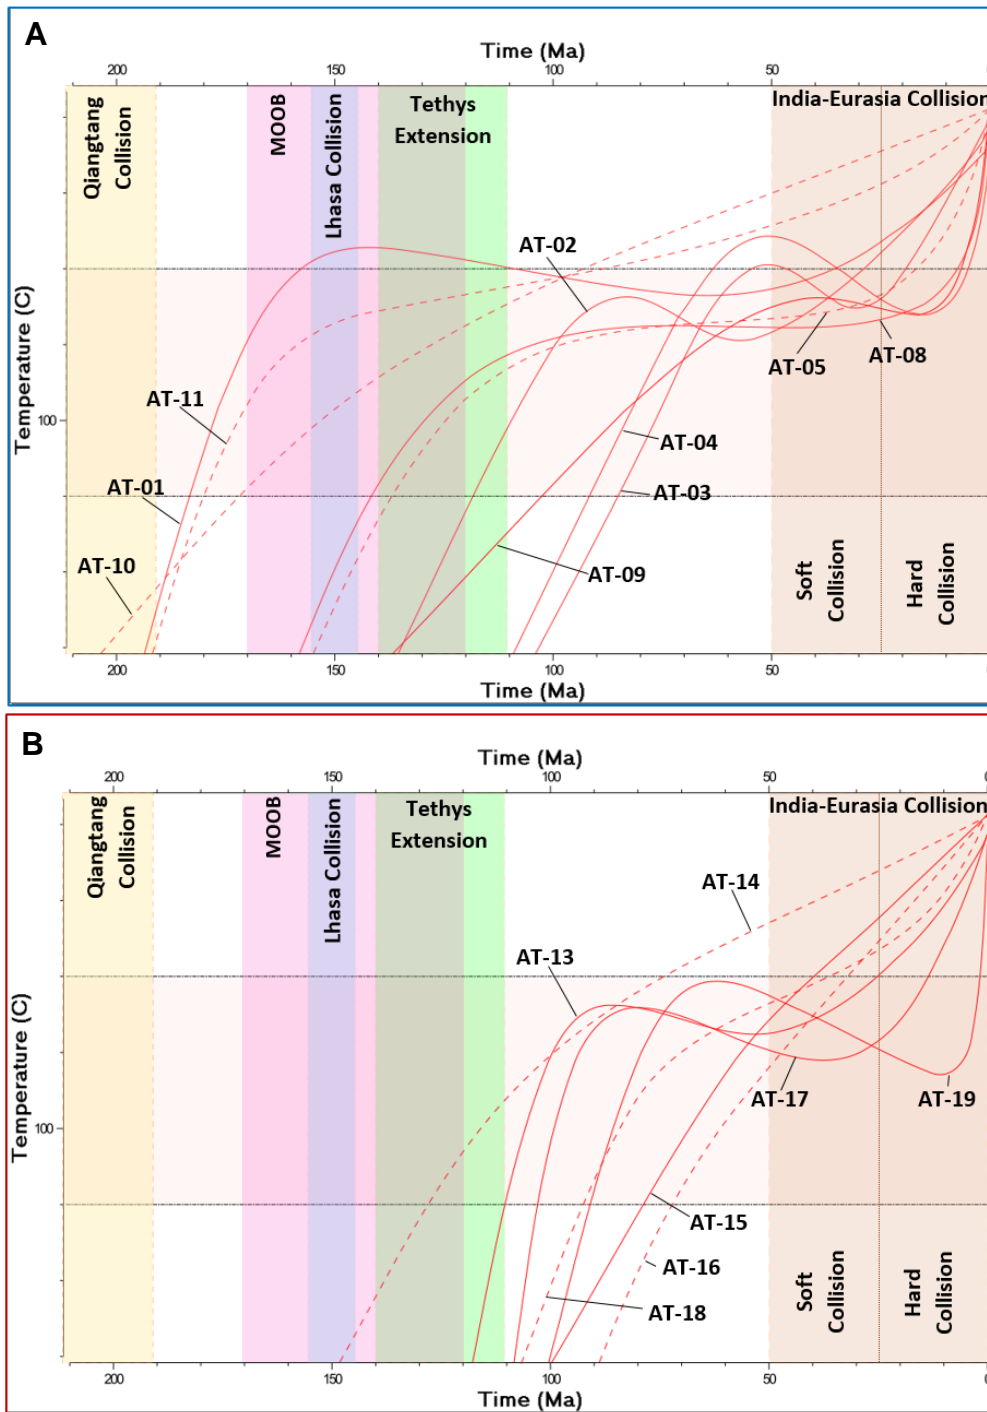 A
Time (Ma)
200
150
100
50
0
Qiangtang
Collision
MOOB
Lhasa Collision
Tethys
Extension
India-Eurasia Collision
AT-02
AT-05
AT-08
AT-11
AT-04
AT-03
AT-01
AT-10
AT-09
Temperature (C)
100
Soft
Collision
Hard
Collision
200
150
100
50
0
Time (Ma)
B
Time (Ma)
200
150
100
50
0
Qiangtang
Collision
MOOB
Lhasa Collision
Tethys
Extension
India-Eurasia Collision
AT-14
AT-13
AT-17
AT-19
AT-15
AT-16
AT-18
Temperature (C)
100
Soft
Collision
Hard
Collision
200
150
100
50
0
Time (Ma)